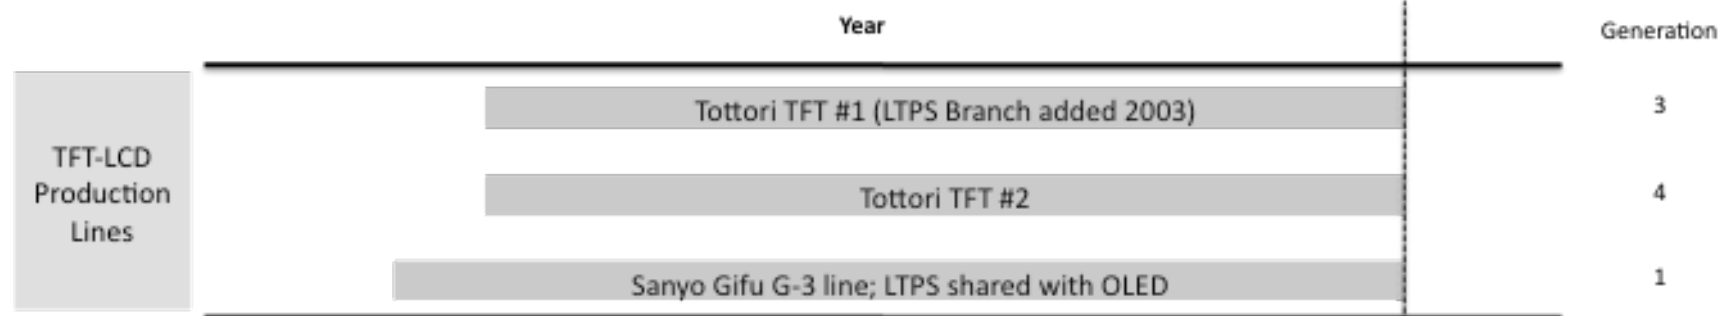 Year
Generation
TFT-LCD
Production
Lines
Tottori TFT #1 (LTPS Branch added 2003)
3
Tottori TFT #2
4
Sanyo Gifu G-3 line; LTPS shared with OLED
1